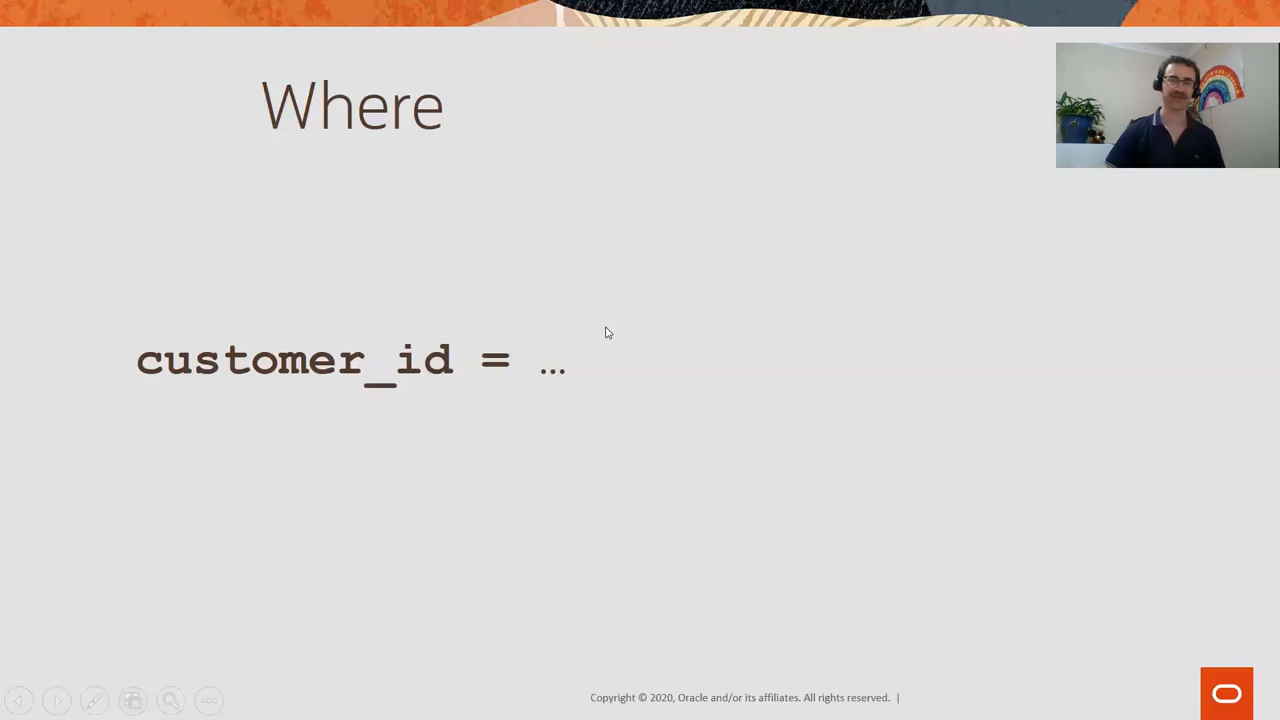 Where
customer_id = ...
Copyright © 2020, Oracle and/or its affiliates. All rights reserved. |